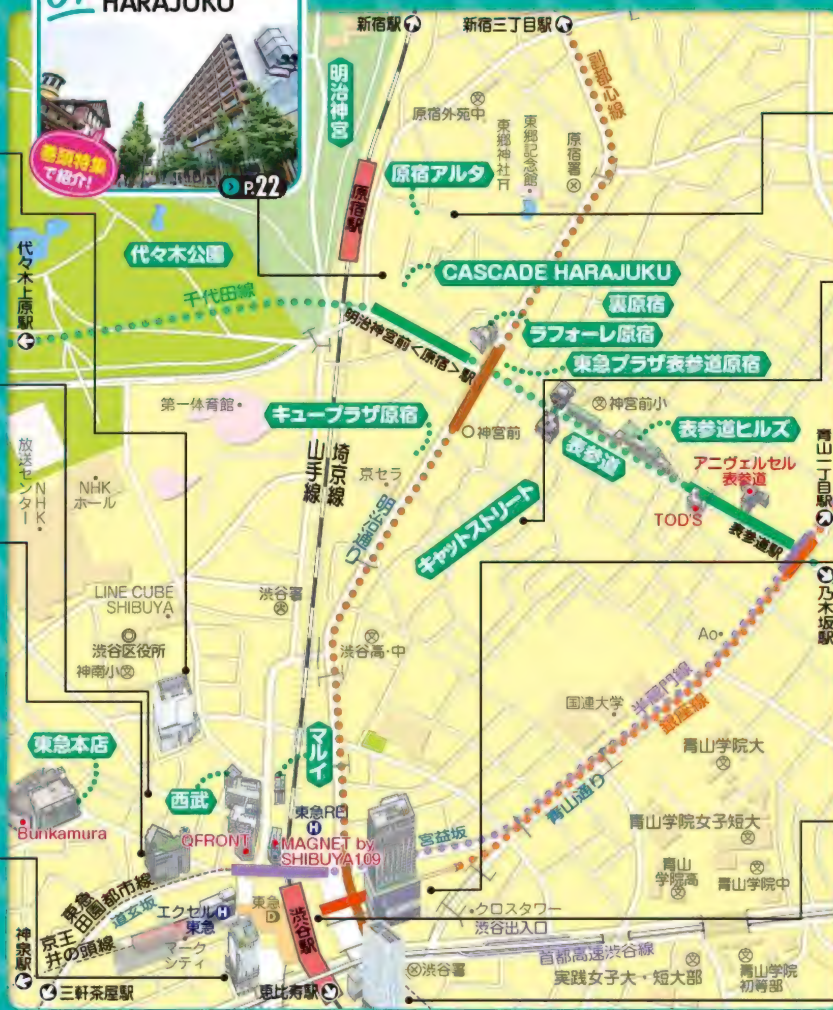 HARAJUKU
巻頭特集
で紹介!
P.22
新宿駅
新宿三丁目駅
副都心線
明治神宮
原宿外苑中
東郷神社
東郷記念館
原宿署
原宿アルタ
原宿駅
代々木公園
代々木上原駅
千代田線
CASCADE HARAJUKU
裏原宿
ラフォーレ原宿
明治神宮前<原宿>駅
東急プラザ表参道原宿
第一体育館
キュープラザ原宿
神宮前
神宮前小
表参道ヒルズ
表参道
アニヴェルセル
表参道
青山一丁目駅
TOD'S
表参道駅
乃木坂駅
放送センター
NHK
NHK
ホール
埼京線
山手線
京セラ
明治通り
キャットストリート
LINE CUBE
SHIBUYA
渋谷署
渋谷区役所
神南小
渋谷高・中
Ao
国連大学
半蔵門線
銀座線
青山学院大
東急本店
マルイ
西武
青山通り
Bunkamura
QFRONT
東急REI
MAGNET by
SHIBUYA109
宮益坂
青山学院女子短大
青山
学院高
青山学院中
東急
田園都市線
道玄坂
京王
井の頭線
エクセル
東急
東急
渋谷駅
クロスタワー
渋谷出入口
神泉駅
マーク
シティ
首都高速渋谷線
三軒茶屋駅
恵比寿駅
渋谷署
実践女子大・短大部
青山学院
初等部